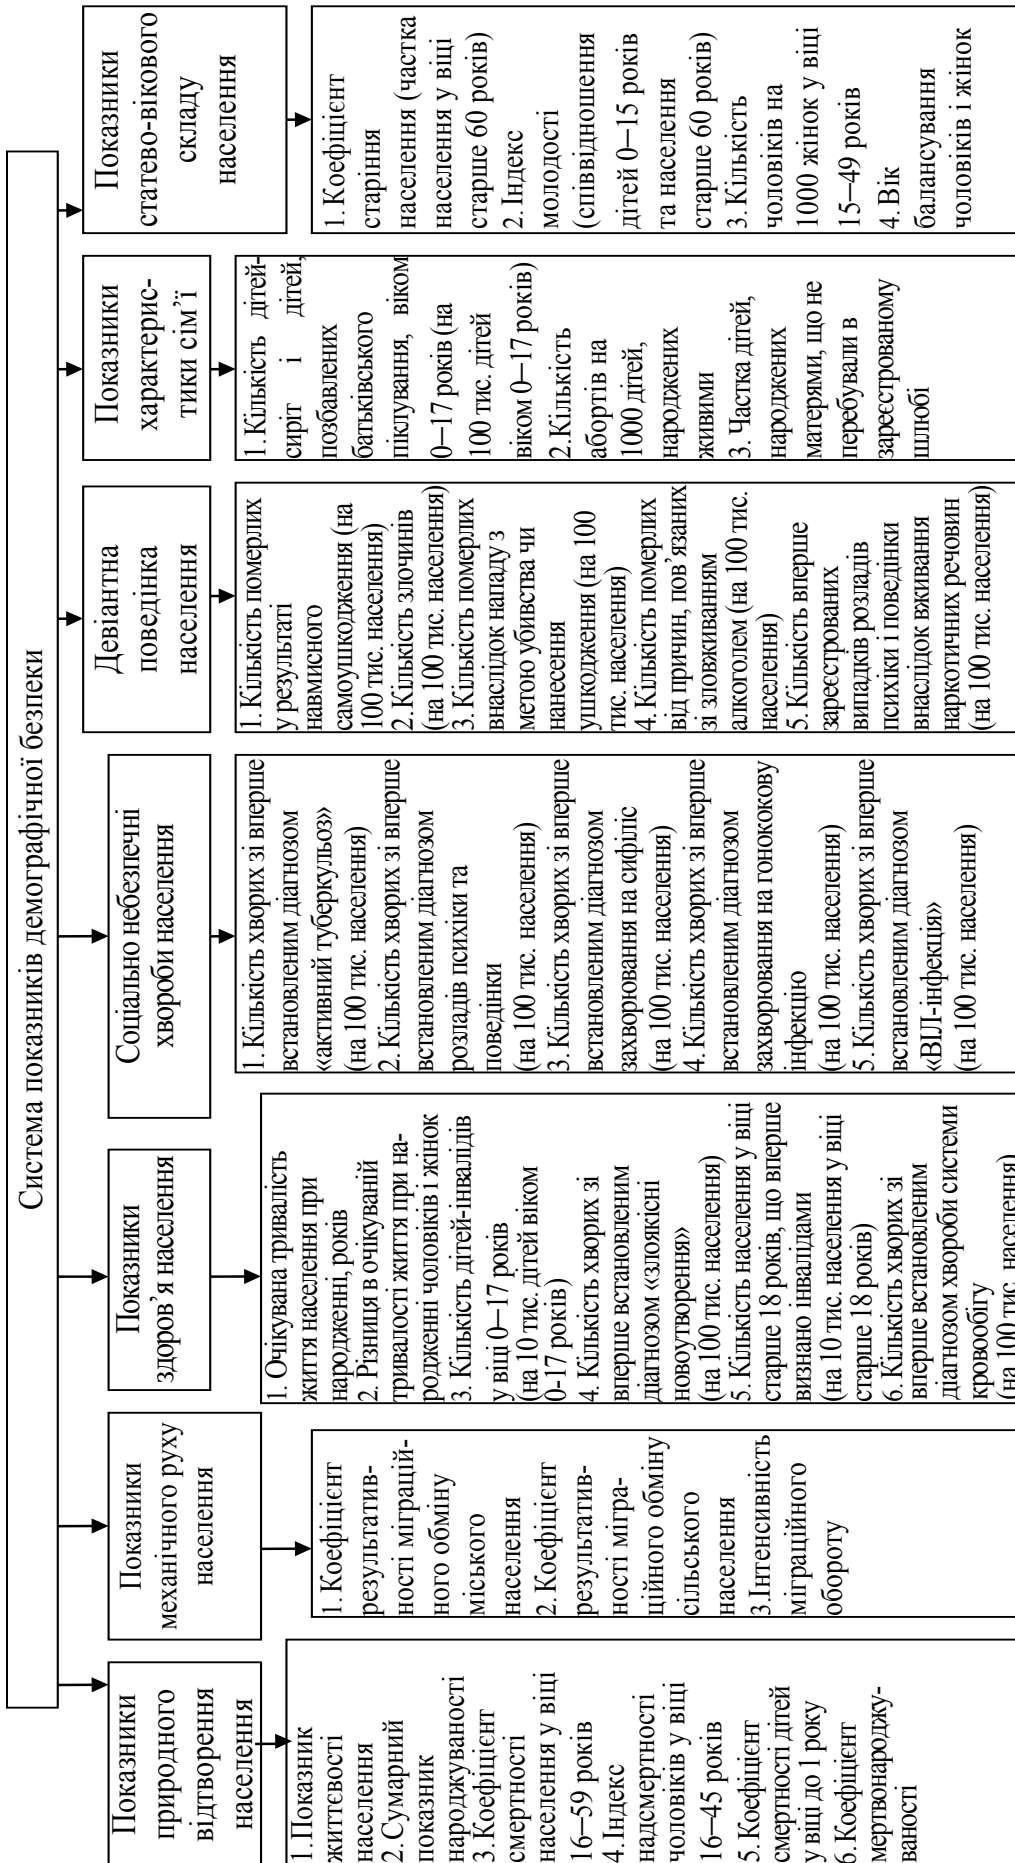 Система показників демографічної безпеки
Показники
природного
відтворення
населення
1. Показник
життєвості
населення
2. Сумарний
показник
народжуваності
3. Коефіцієнт
смертності
населення у віці
16–59 років
4. Індекс
надсмертності
чоловіків у віці
16–45 років
5. Коефіцієнт
смертності дітей
у віці до 1 року
6. Коефіцієнт
мертвонароджу-
ваності
Показники
механічного руху
населення
1. Коефіцієнт
результатив-
ності міграцій-
ного обміну
міського
населення
2. Коефіцієнт
результатив-
ності мігра-
ційного обміну
сільського
населення
3.Інтенсивність
міграційного
обороту
Показники
здоров’я населення
1. Очікувана тривалість
життя населення при
народженні, років
2. Різниця в очікуваній
тривалості життя при на-
родженні чоловіків і жінок
3. Кількість дітей-інвалідів
у віці 0–17 років
(на 10 тис. дітей віком
0-17 років)
4. Кількість хворих зі
вперше встановленим
діагнозом «злоякісні
новоутворення»
(на 100 тис. населення)
5. Кількість населення у віці
старше 18 років, що вперше
визнано інвалідами
(на 10 тис. населення у віці
старше 18 років)
6. Кількість хворих зі
вперше встановленим
діагнозом хвороби системи
кровообігу
(на 100 тис. населення)
Соціально небезпечні
хвороби населення
1. Кількість хворих зі вперше
встановленим діагнозом
«активний туберкульоз»
(на 100 тис. населення)
2. Кількість хворих зі вперше
встановленим діагнозом
розладів психіки та
поведінки
(на 100 тис. населення)
3. Кількість хворих зі вперше
встановленим діагнозом
захворювання на сифіліс
(на 100 тис. населення)
4. Кількість хворих зі вперше
встановленим діагнозом
захворювання на гонококову
інфекцію
(на 100 тис. населення)
5. Кількість хворих зі вперше
встановленим діагнозом
«ВІЛ-інфекція»
(на 100 тис. населення)
Девіантна
поведінка
населення
1. Кількість померлих
у результаті
навмисного
самоушкодження (на
100 тис. населення)
2. Кількість злочинів
(на 100 тис. населення)
3. Кількість померлих
внаслідок нападу з
метою убивства чи
нанесення
ушкодження (на 100
тис. населення)
4. Кількість померлих
від причин, пов’язаних
зі зловживанням
алкоголем (на 100 тис.
населення)
5. Кількість вперше
зареєстрованих
випадків розладів
психіки і поведінки
внаслідок вживання
наркотичних речовин
(на 100 тис. населення)
Показники
характерис-
тики сім’ї
1. Кількість дітей-
сиріт і дітей,
позбавлених
батьківського
піклування, віком
0–17 років (на
100 тис. дітей
віком 0–17 років)
2.Кількість
абортів на
1000 дітей,
народжених
живими
3. Частка дітей,
народжених
матерями, що не
перебували в
зареєстрованому
шлюбі
Показники
статево-вікового
складу
населення
1. Коефіцієнт
старіння
населення (частка
населення у віці
старше 60 років)
2. Індекс
молодості
(співвідношення
дітей 0–15 років
та населення
старше 60 років)
3. Кількість
чоловіків на
1000 жінок у віці
15–49 років
4. Вік
балансування
чоловіків і жінок